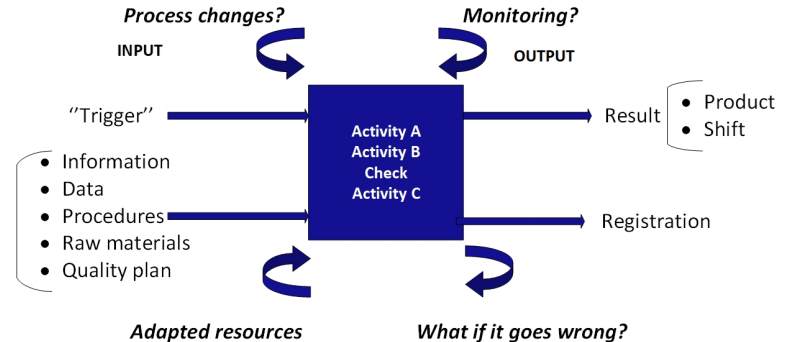 Process changes?
Monitoring?
INPUT
OUTPUT
‘‘Trigger’’
• Information
• Data
• Procedures
• Raw materials
• Quality plan
Activity A
Activity B
Check
Activity C
Result
• Product
• Shift
Registration
Adapted resources
What if it goes wrong?